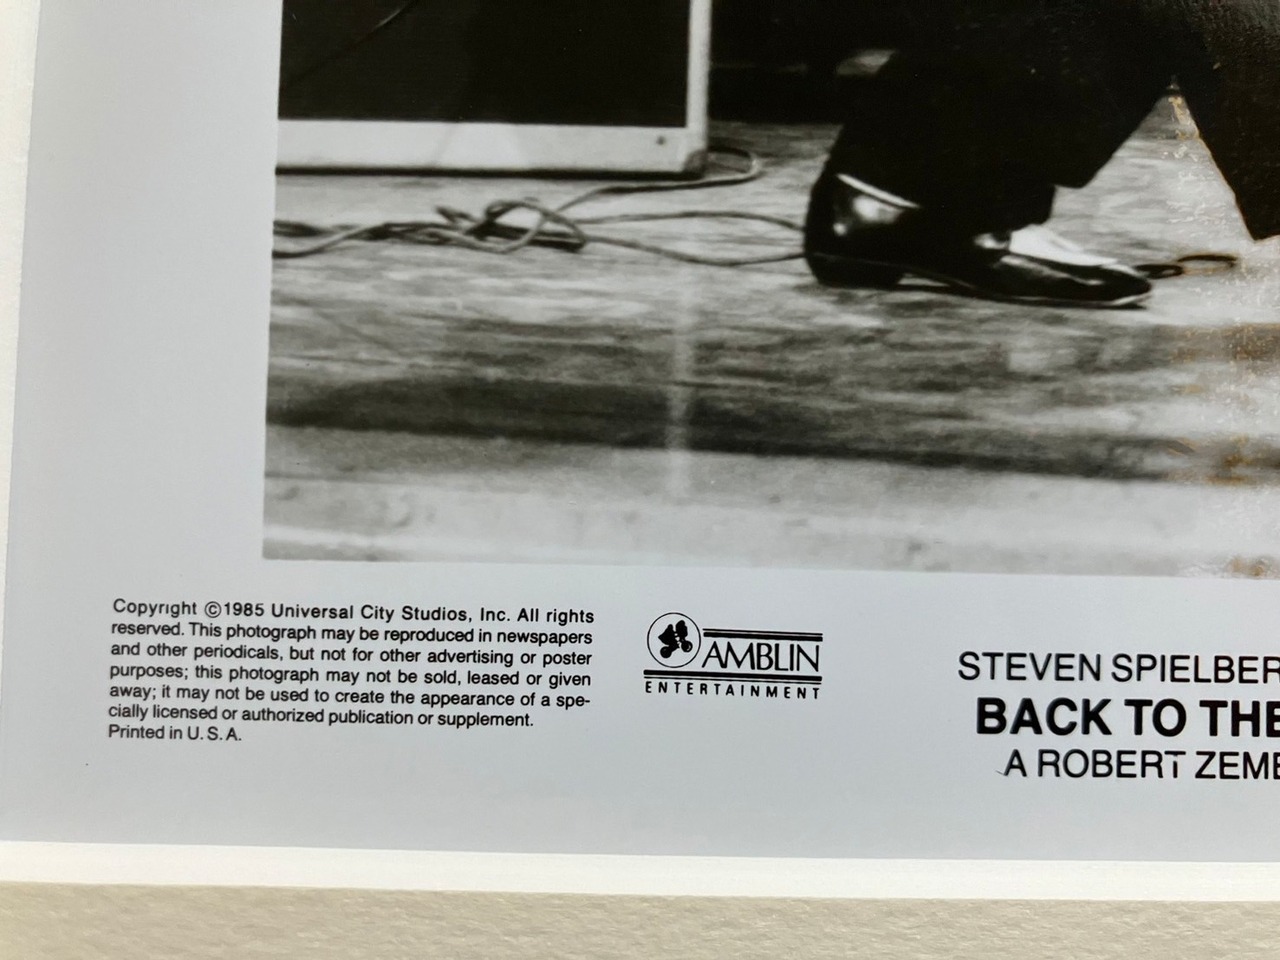 Copyright ©1985 Universal City Studios, Inc. All rights
reserved. This photograph may be reproduced in newspapers
and other periodicals, but not for other advertising or poster
purposes; this photograph may not be sold, leased or given
away; it may not be used to create the appearance of a spe-
cially licensed or authorized publication or supplement.
Printed in U.S.A.
AMBLIN
ENTERTAINMENT
STEVEN SPIELBER
BACK TO THE
A ROBERT ZEME